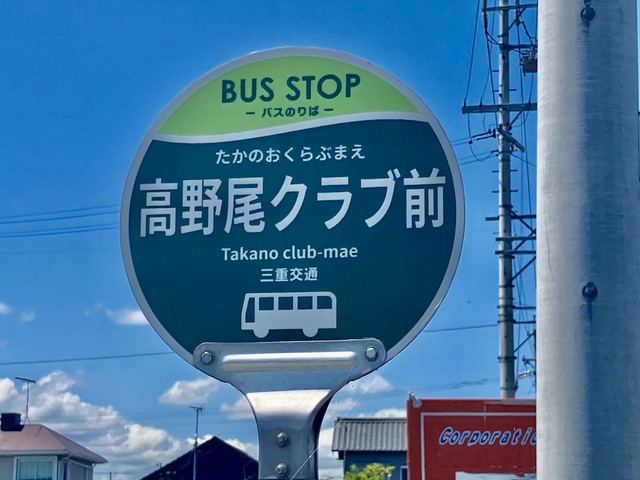 BUS STOP
ー バスのりば ー
たかのおくらぶまえ
高野尾クラブ前
Takano club-mae
三重交通